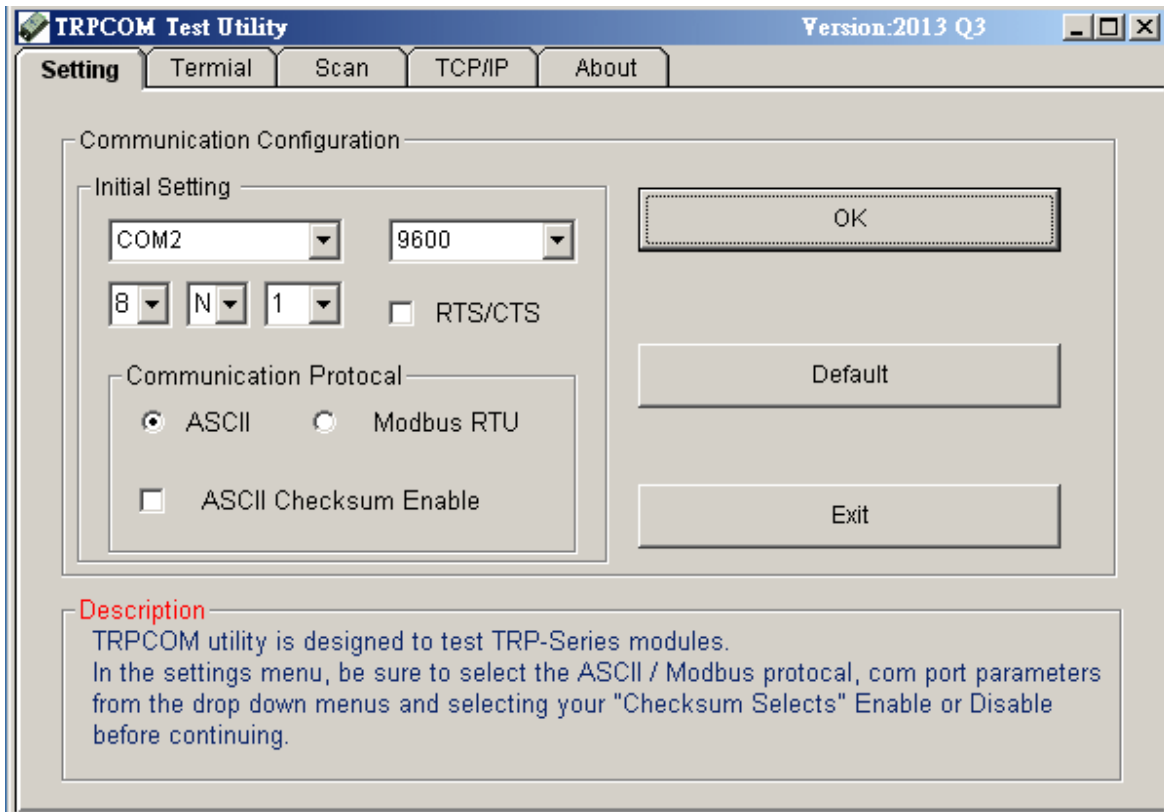 TRPCOM Test Utility Version:2013 Q3
Setting Termial Scan TCP/IP About
Communication Configuration
Initial Setting
COM2 9600
OK
8 N 1 RTS/CTS
Communication Protocal
Default
ASCII Modbus RTU
ASCII Checksum Enable
Exit
Description
TRPCOM utility is designed to test TRP-Series modules.
In the settings menu, be sure to select the ASCII / Modbus protocal, com port parameters
from the drop down menus and selecting your "Checksum Selects" Enable or Disable
before continuing.